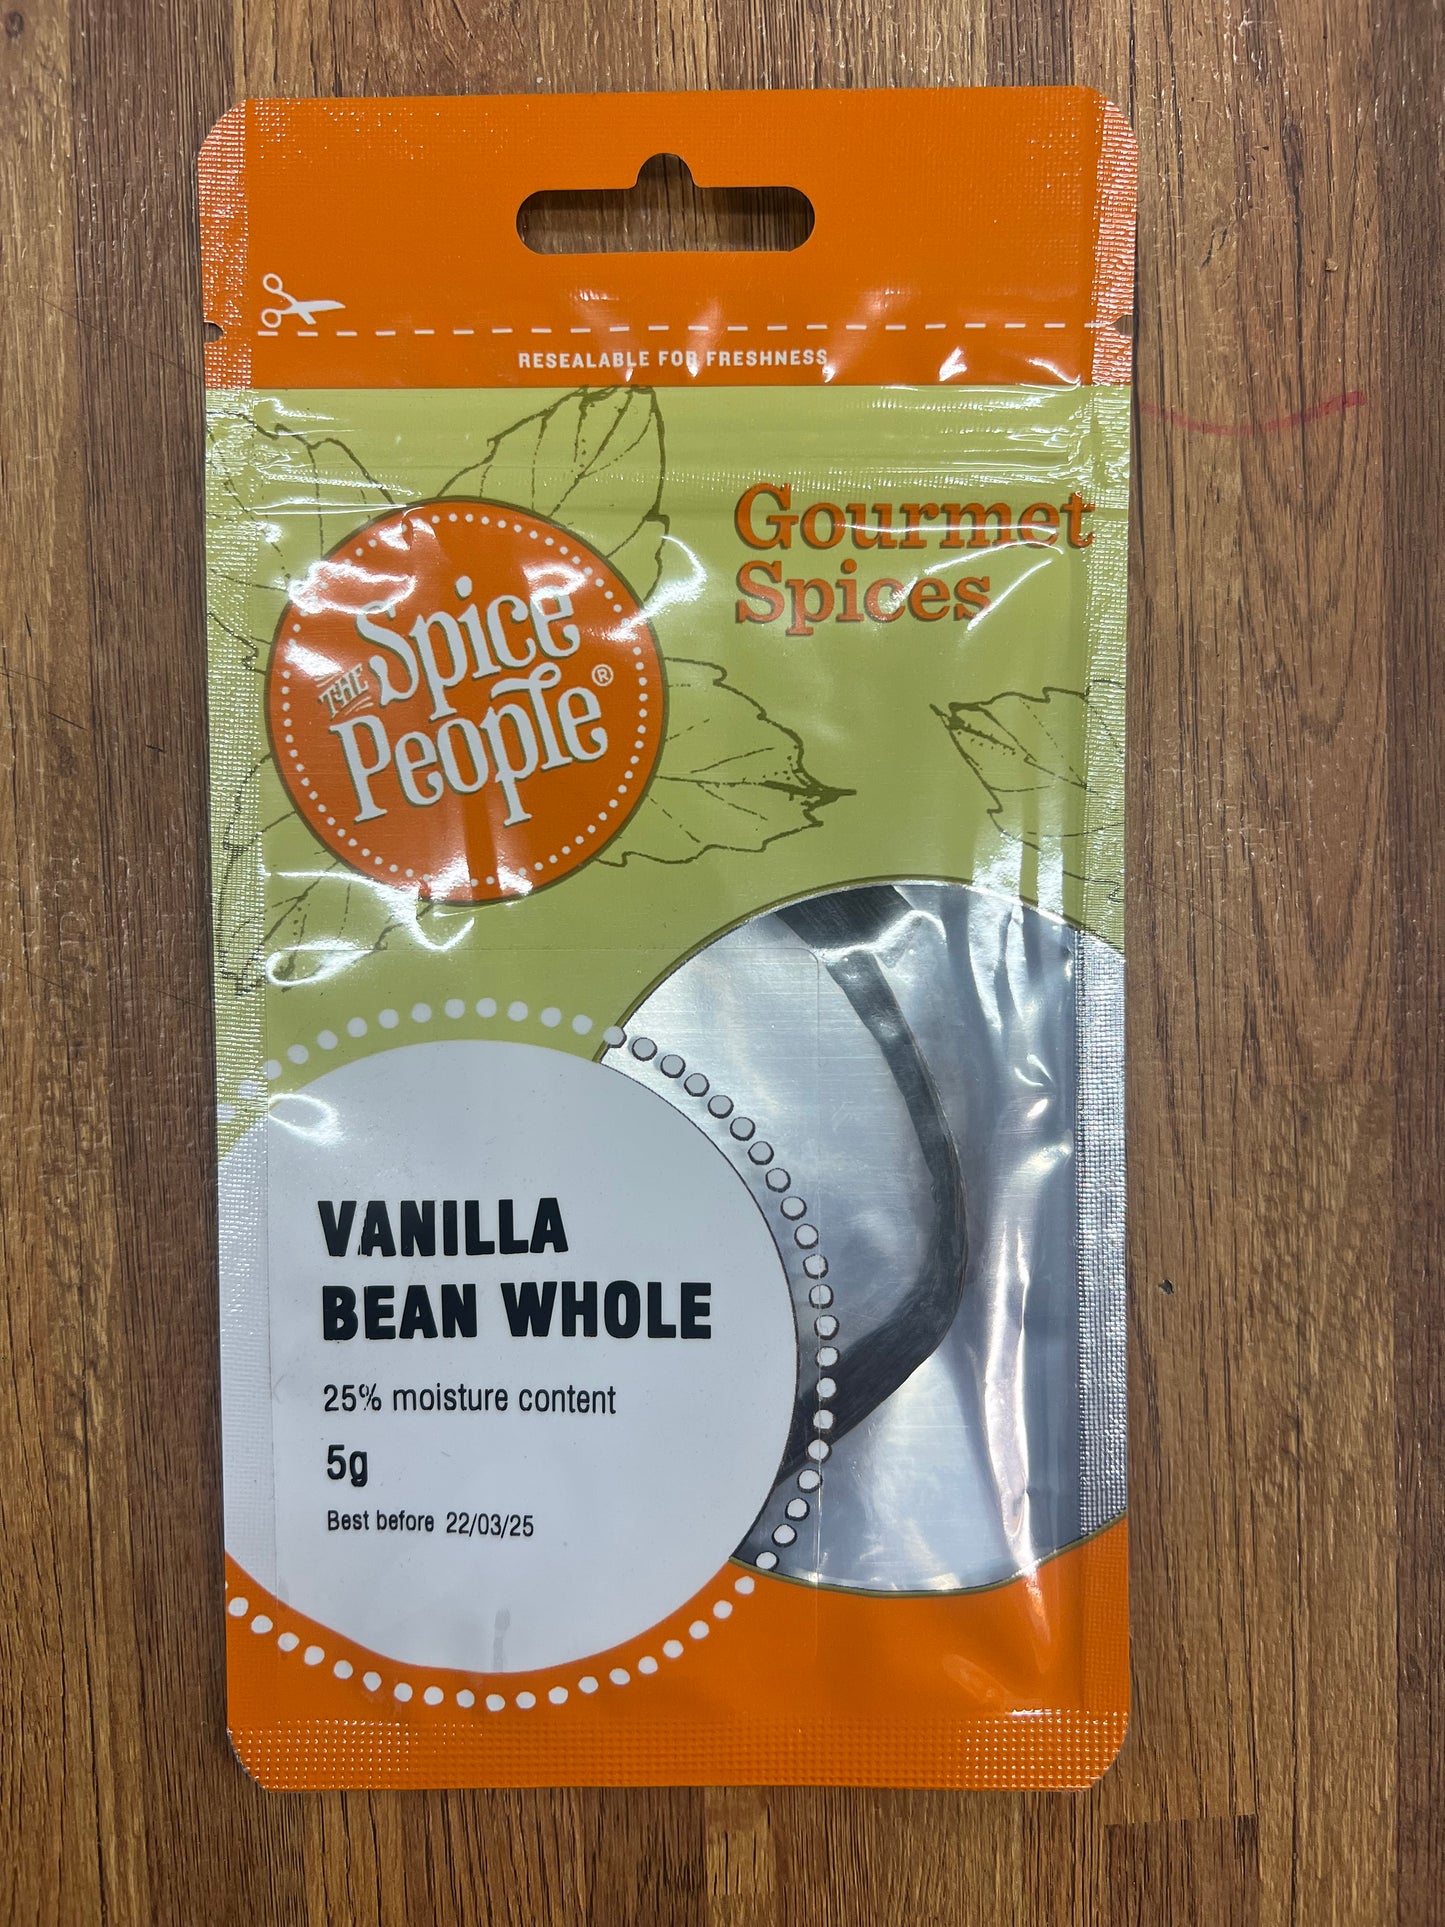 RESEALABLE FOR FRESHNESS
Gourmet
Spices
THE Spice
People®
VANILLA
BEAN WHOLE
25% moisture content
5g
Best before 22/03/25